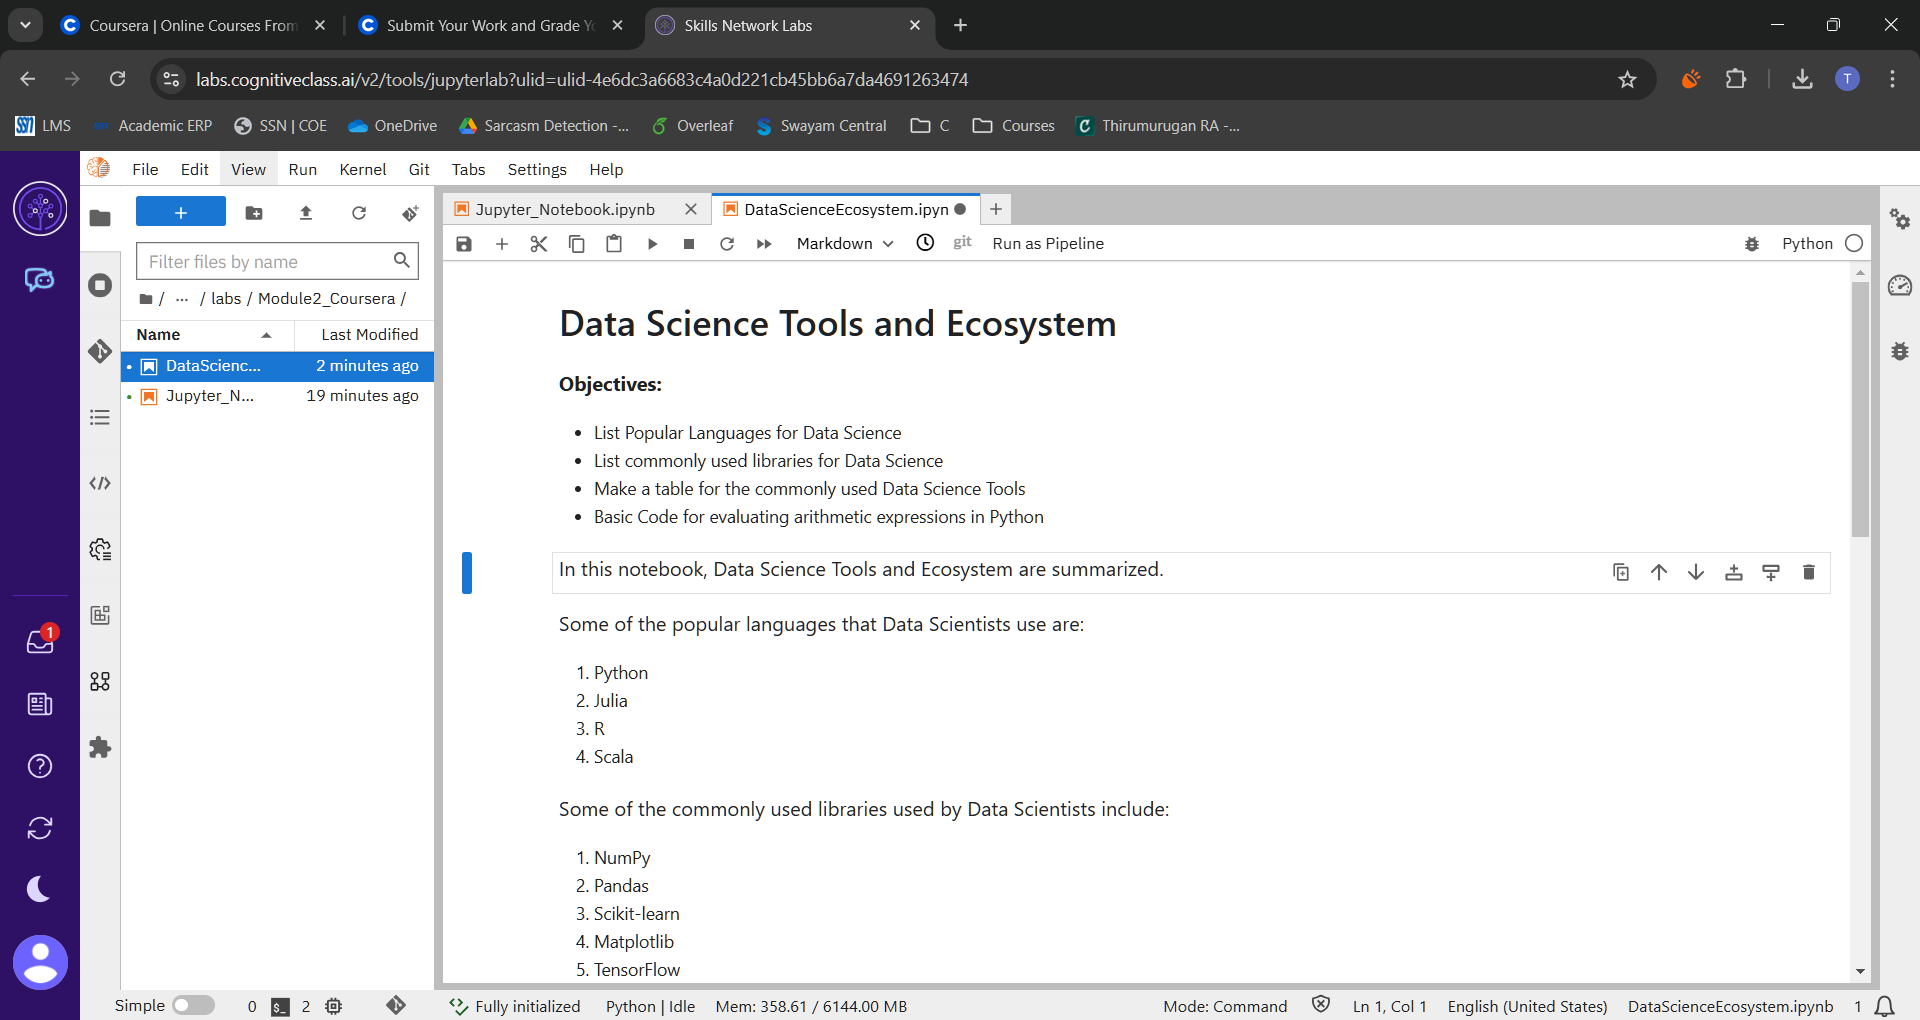 Coursera | Online Courses From
Submit Your Work and Grade Yo
Skills Network Labs
labs.cognitiveclass.ai/v2/tools/jupyterlab?ulid=ulid-4e6dc3a6683c4a0d221cb45bb6a7da4691263474
T
LMS
Academic ERP
SSN | COE
OneDrive
Sarcasm Detection -...
Overleaf
Swayam Central
C
Courses
Thirumurugan RA -...
File Edit View Run Kernel Git Tabs Settings Help
Filter files by name
/ ... / labs / Module2_Coursera /
Name Last Modified
DataScienc... 2 minutes ago
Jupyter_N... 19 minutes ago
Jupyter_Notebook.ipynb
DataScienceEcosystem.ipyn
Markdown
git
Run as Pipeline
Python
Data Science Tools and Ecosystem
Objectives:
• List Popular Languages for Data Science
• List commonly used libraries for Data Science
• Make a table for the commonly used Data Science Tools
• Basic Code for evaluating arithmetic expressions in Python
In this notebook, Data Science Tools and Ecosystem are summarized.
Some of the popular languages that Data Scientists use are:
1. Python
2. Julia
3. R
4. Scala
Some of the commonly used libraries used by Data Scientists include:
1. NumPy
2. Pandas
3. Scikit-learn
4. Matplotlib
5. TensorFlow
1
Simple 0 2 Fully initialized Python | Idle Mem: 358.61 / 6144.00 MB Mode: Command Ln 1, Col 1 English (United States) DataScienceEcosystem.ipynb 1